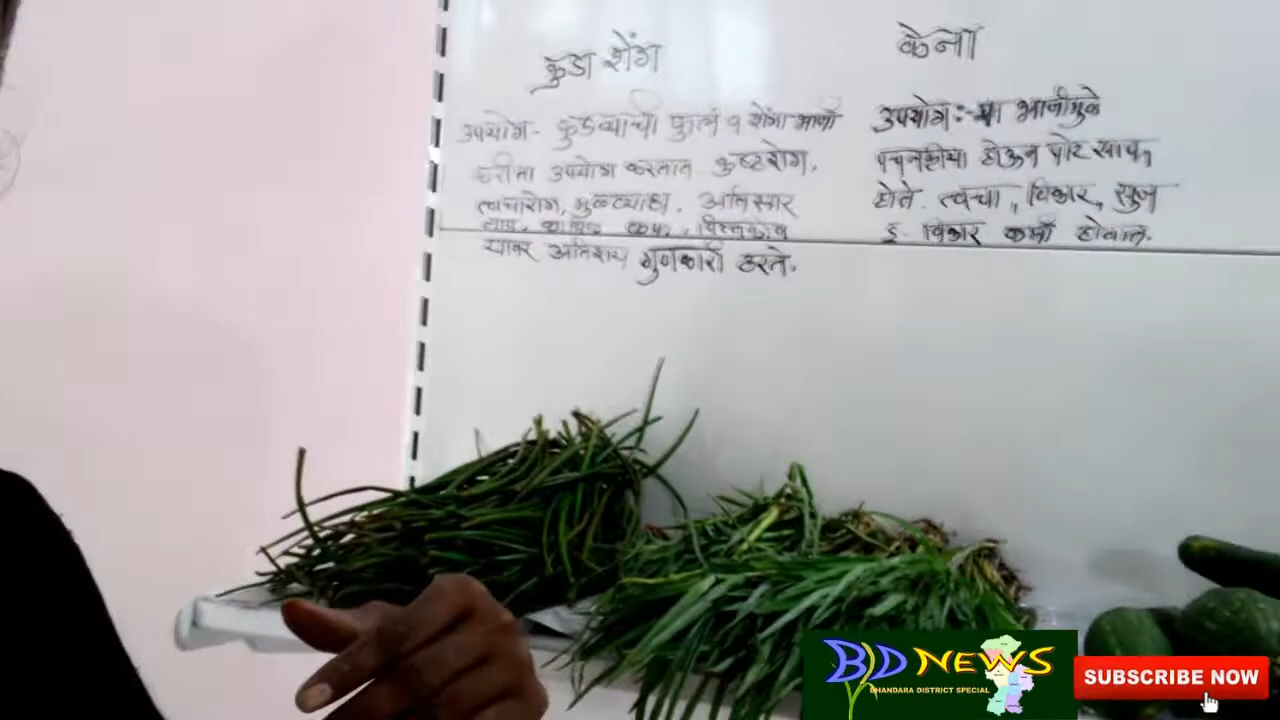 कुडा शेंग
उपयोग - कुडव्याची फुलं व शेंगा भाजी
करीता उपयोग करतात. कुष्ठरोग,
त्वचारोग, मुळव्याध, अतिसार
यावर अतिशय गुणकारी ठरते.
केना
उपयोग :- या भाजीमुळे
पचनक्रीया होऊन पोट साफ
होते. त्वचा, विकार, सुज
इ. विकार कमी होतात.
BD NEWS
BHANDARA DISTRICT SPECIAL
SUBSCRIBE NOW